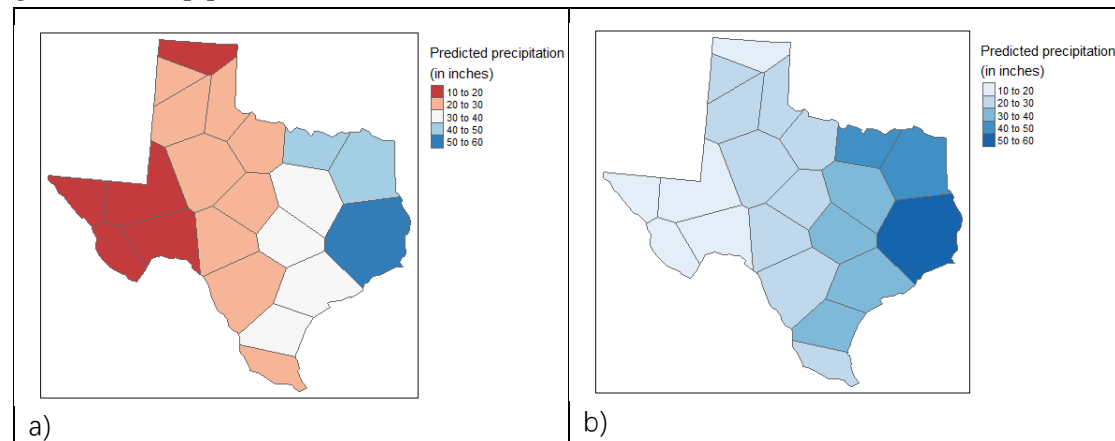 Predicted precipitation
(in inches)
10 to 20
20 to 30
30 to 40
40 to 50
50 to 60
a)
Predicted precipitation
(in inches)
10 to 20
20 to 30
30 to 40
40 to 50
50 to 60
b)